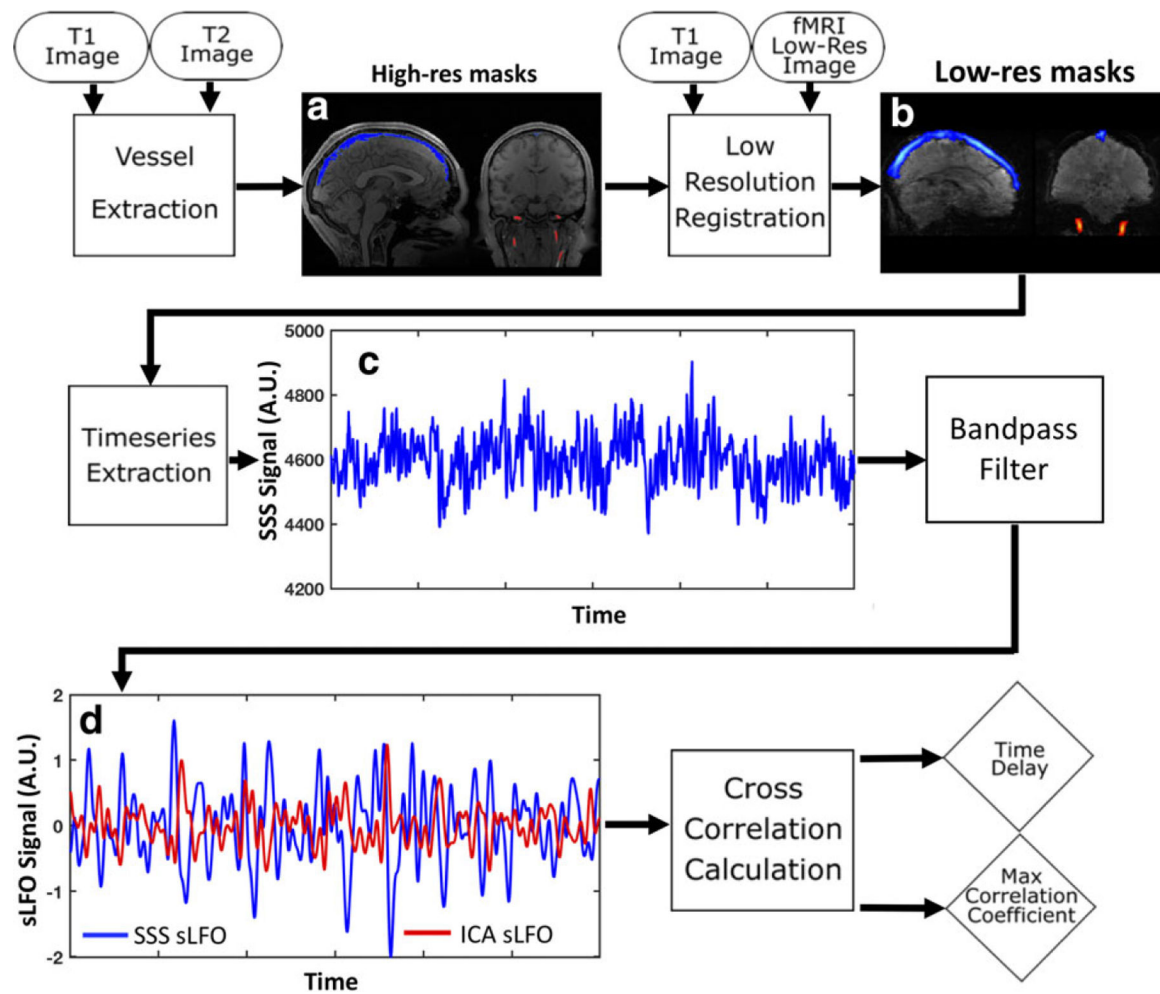 T1
Image
T2
Image
High-res masks
T1
Image
fMRI
Low-Res
Image
Low-res masks
Vessel
Extraction
a
Low
Resolution
Registration
b
Timeseries
Extraction
SSS Signal (A.U.)
5000
4800
4600
4400
4200
c
Time
Bandpass
Filter
sLFO Signal (A.U.)
2
1
0
-1
-2
d
SSS sLFO
ICA sLFO
Time
Cross
Correlation
Calculation
Time
Delay
Max
Correlation
Coefficient